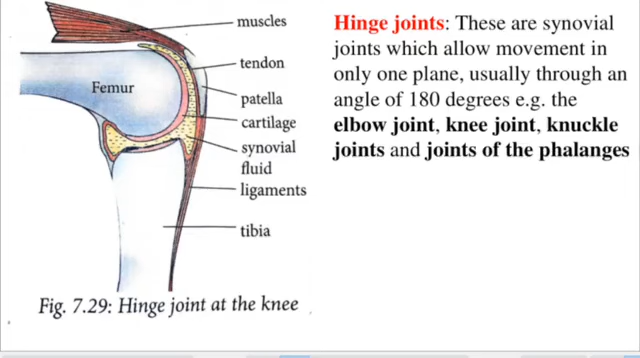 muscles
tendon
Femur
patella
cartilage
synovial
fluid
ligaments
tibia
Fig. 7.29: Hinge joint at the knee
Hinge joints: These are synovial
joints which allow movement in
only one plane, usually through an
angle of 180 degrees e.g. the
elbow joint, knee joint, knuckle
joints and joints of the phalanges